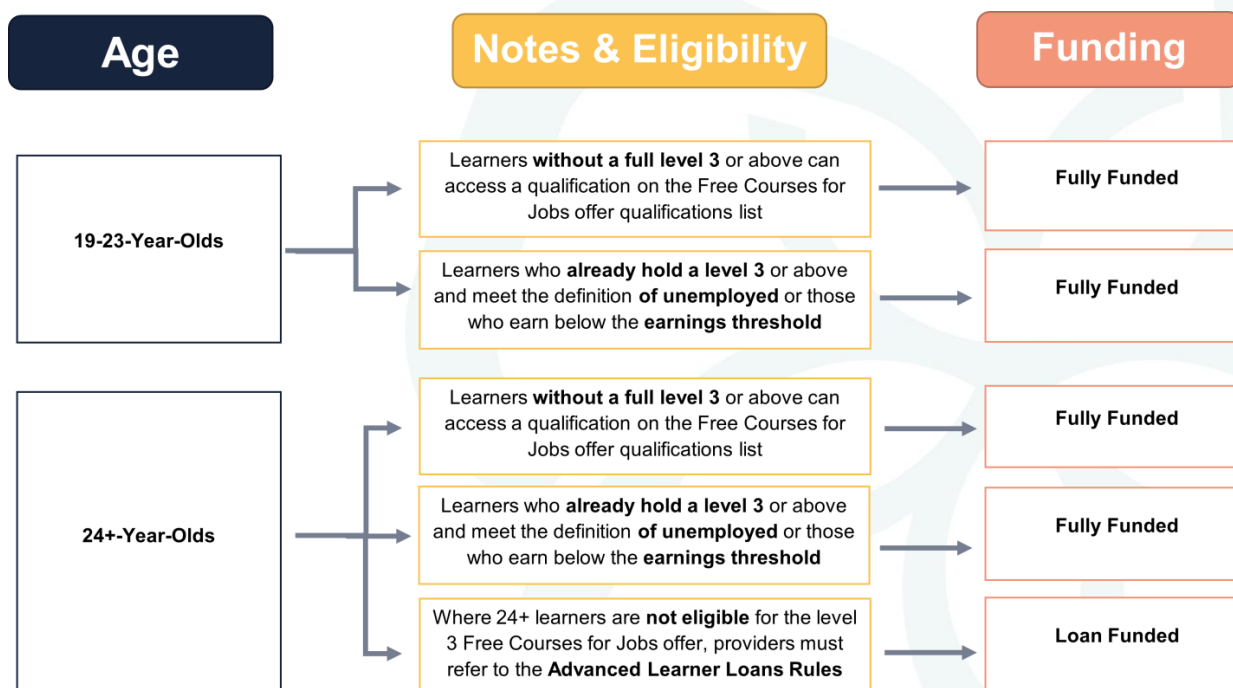 Age
Notes & Eligibility
Funding
19-23-Year-Olds
Learners without a full level 3 or above can
access a qualification on the Free Courses for
Jobs offer qualifications list
Fully Funded
Learners who already hold a level 3 or above
and meet the definition of unemployed or those
who earn below the earnings threshold
Fully Funded
24+-Year-Olds
Learners without a full level 3 or above can
access a qualification on the Free Courses for
Jobs offer qualifications list
Fully Funded
Learners who already hold a level 3 or above
and meet the definition of unemployed or those
who earn below the earnings threshold
Fully Funded
Where 24+ learners are not eligible for the level
3 Free Courses for Jobs offer, providers must
refer to the Advanced Learner Loans Rules
Loan Funded